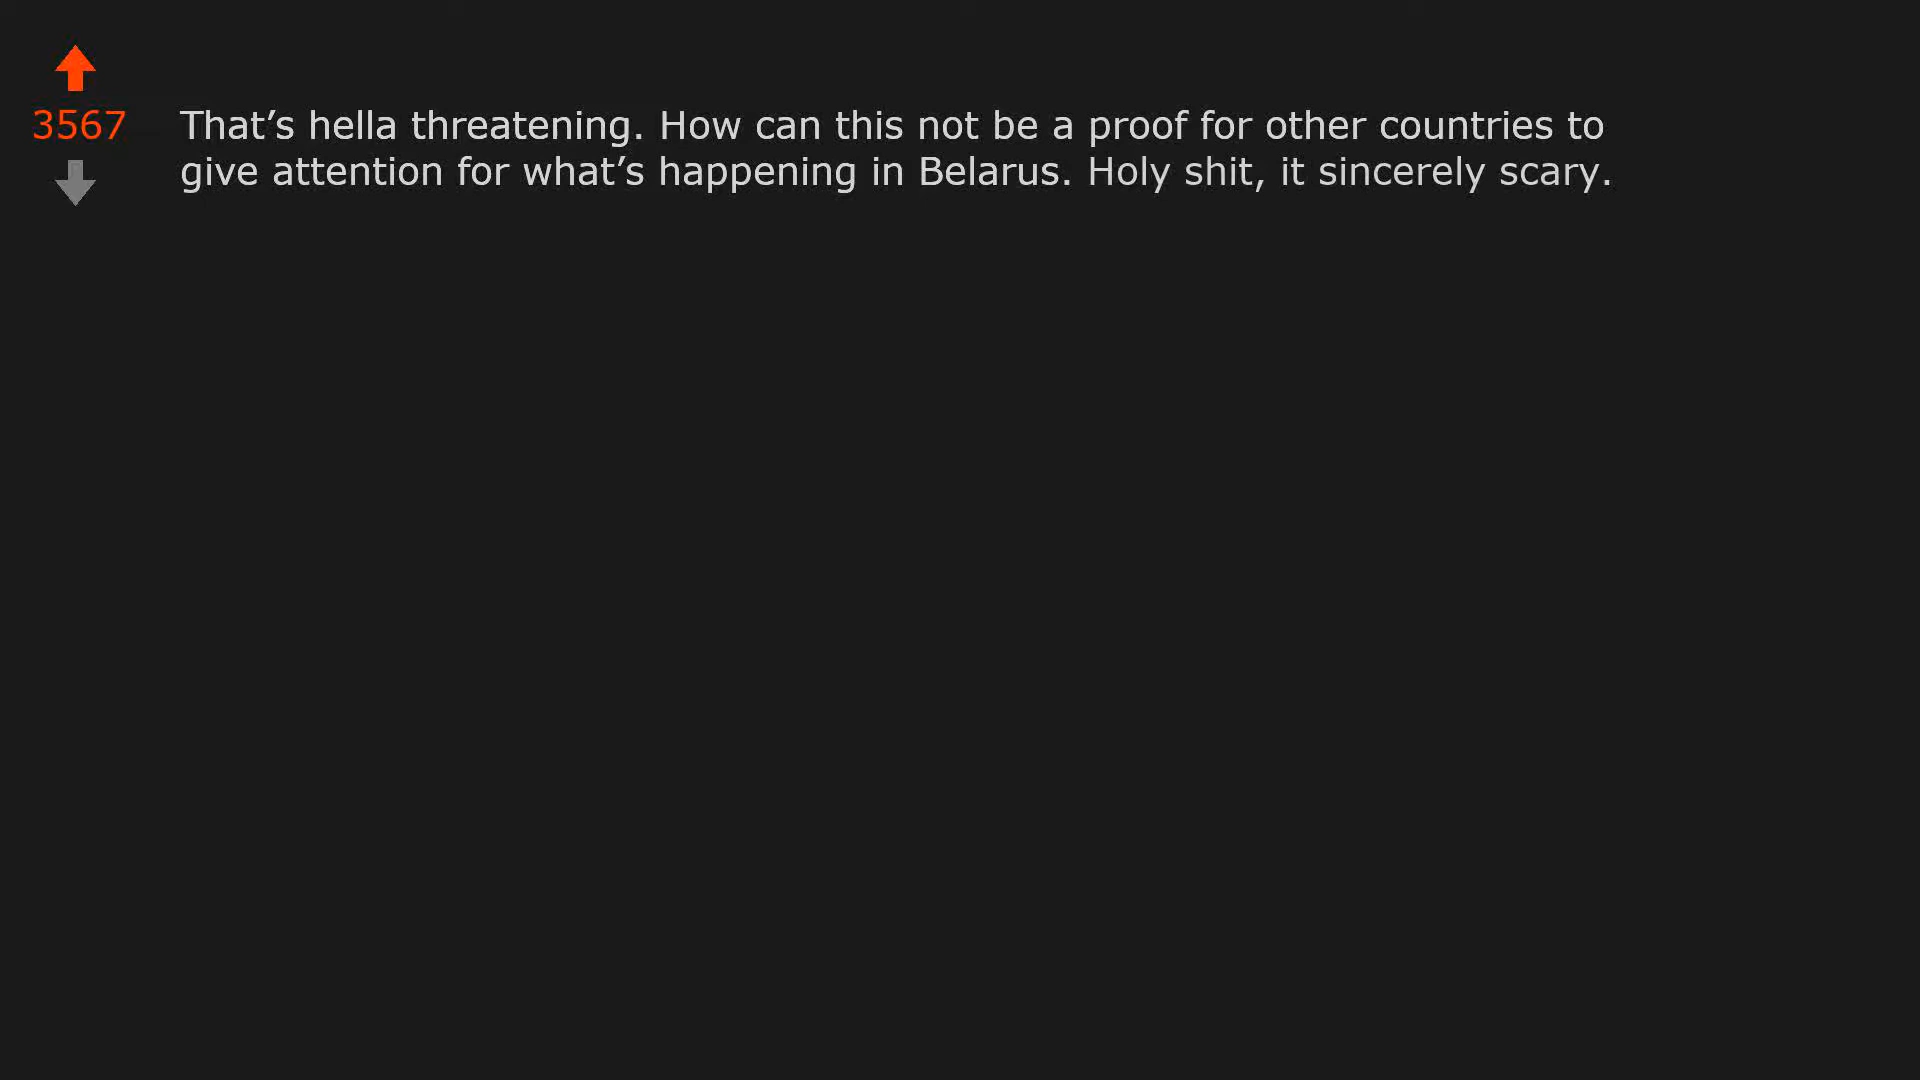 3567
That’s hella threatening. How can this not be a proof for other countries to
give attention for what’s happening in Belarus. Holy shit, it sincerely scary.